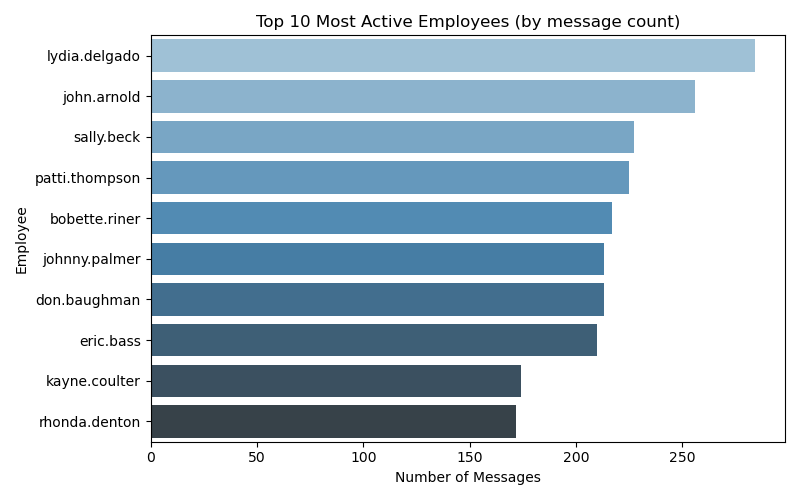 Top 10 Most Active Employees (by message count)
lydia.delgado
john.arnold
sally.beck
patti.thompson
bobette.riner
johnny.palmer
don.baughman
eric.bass
kayne.coulter
rhonda.denton
Employee
0 50 100 150 200 250
Number of Messages